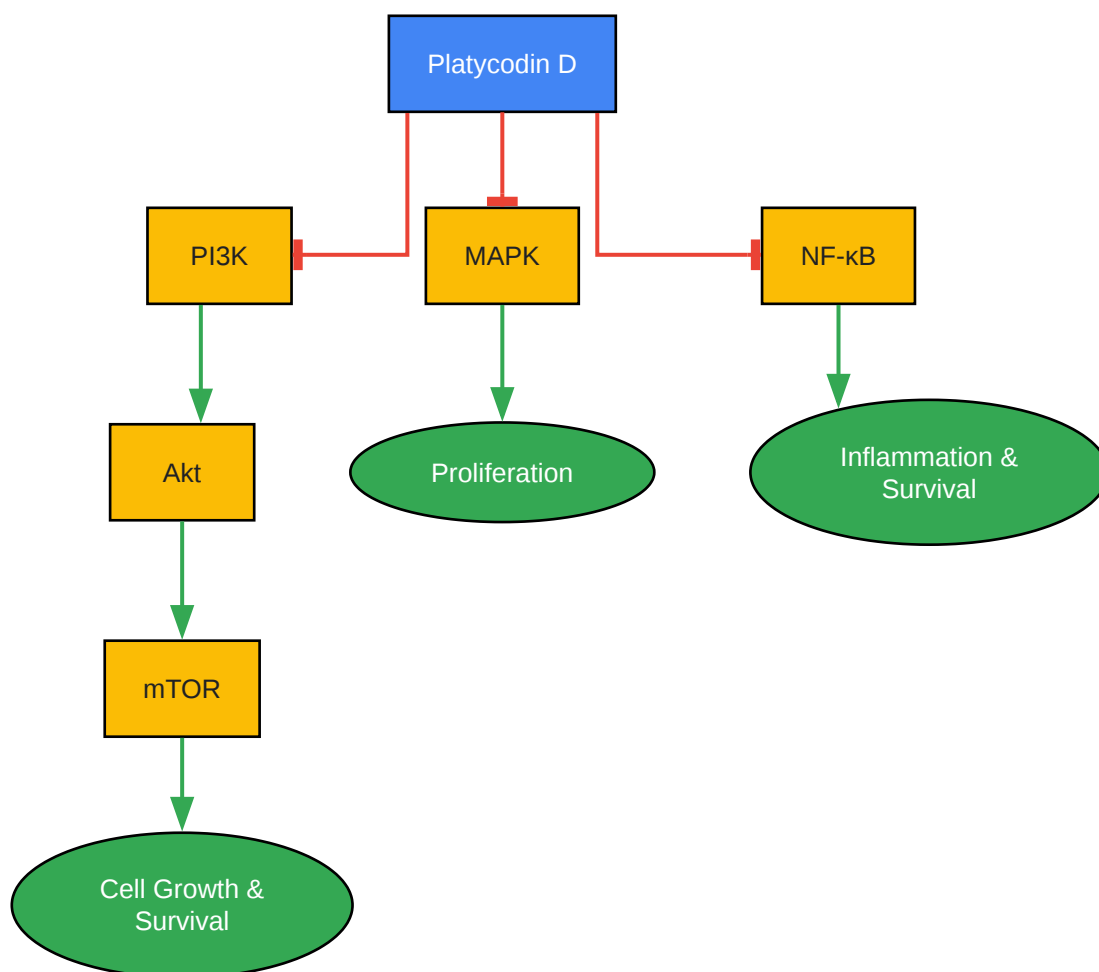 Platycodin D
PI3K
MAPK
NF-κB
Akt
Proliferation
Inflammation &
Survival
mTOR
Cell Growth &
Survival